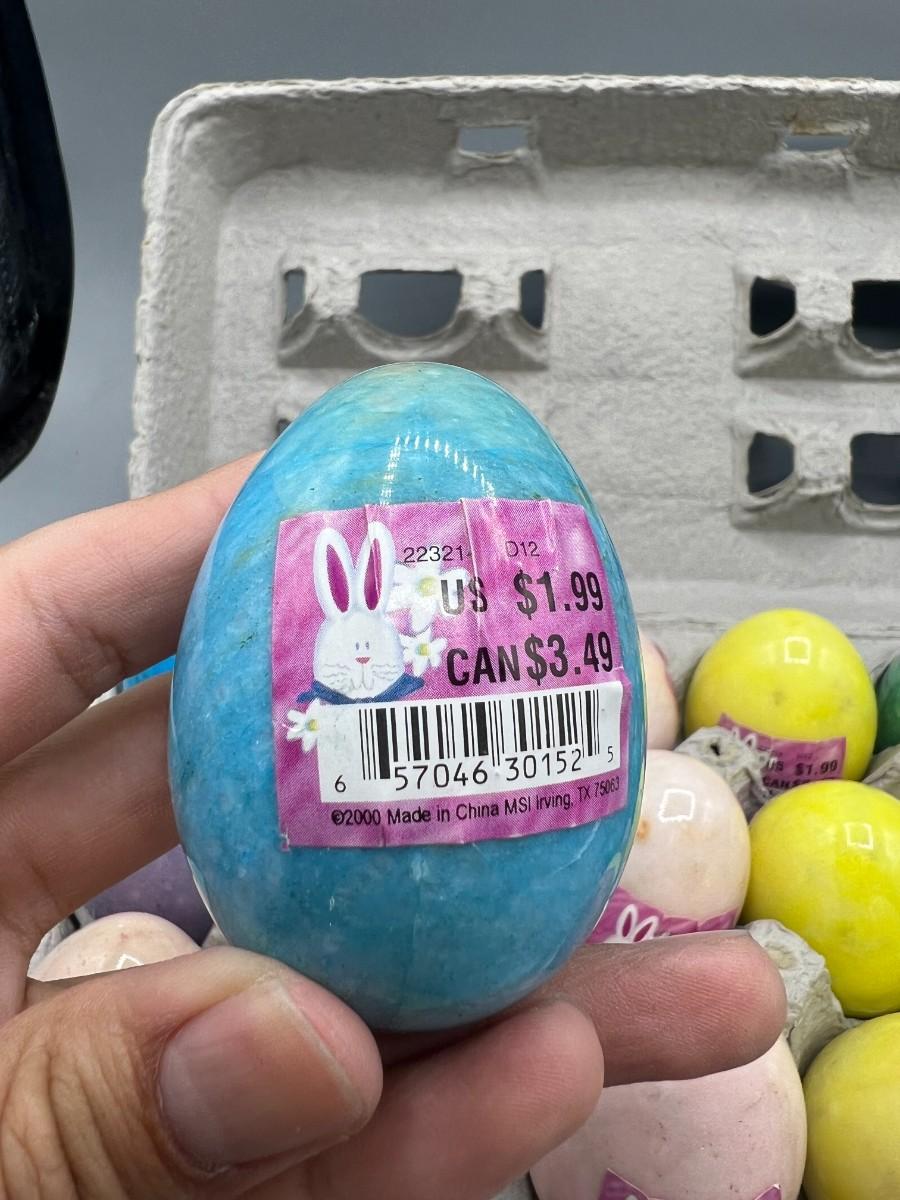 22321 D12
US $1.99
CAN$3.49
6 57046 30152 5
©2000 Made in China MSI Irving, TX 75063
US $1.99